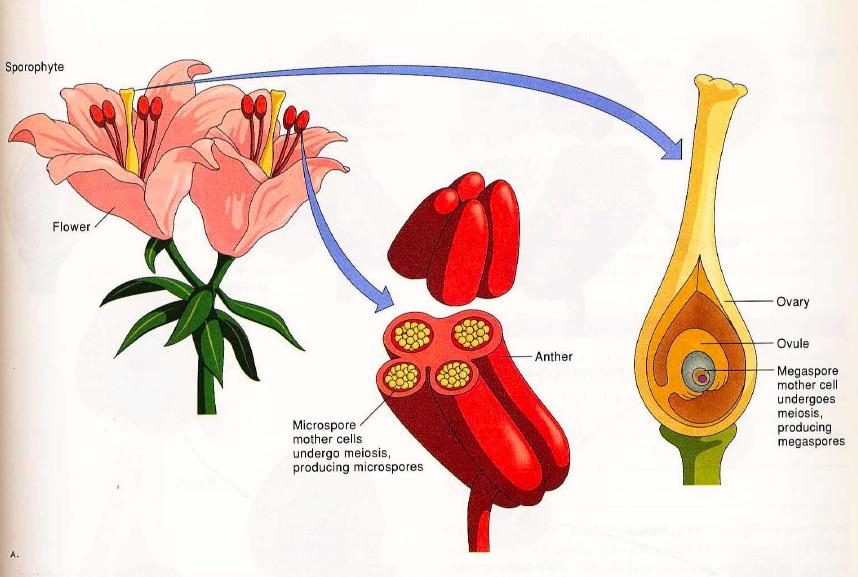 Sporophyte
Flower
Microspore
mother cells
undergo meiosis,
producing microspores
Anther
Ovary
Ovule
Megaspore
mother cell
undergoes
meiosis,
producing
megaspores
A.